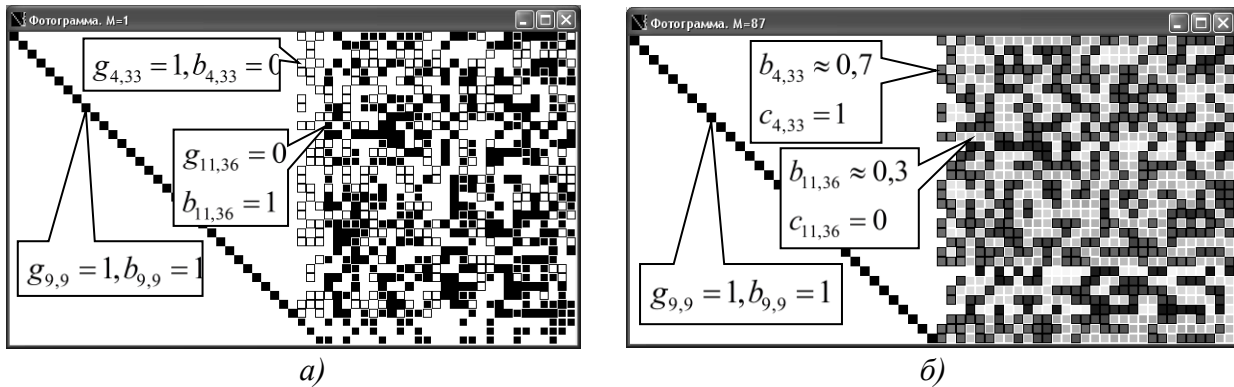 Фотограмма. M=1
g4,33 = 1, b4,33 = 0
g11,36 = 0
b11,36 = 1
g9,9 = 1, b9,9 = 1
а)
Фотограмма. M=87
b4,33 ≈ 0,7
c4,33 = 1
b11,36 ≈ 0,3
c11,36 = 0
g9,9 = 1, b9,9 = 1
б)